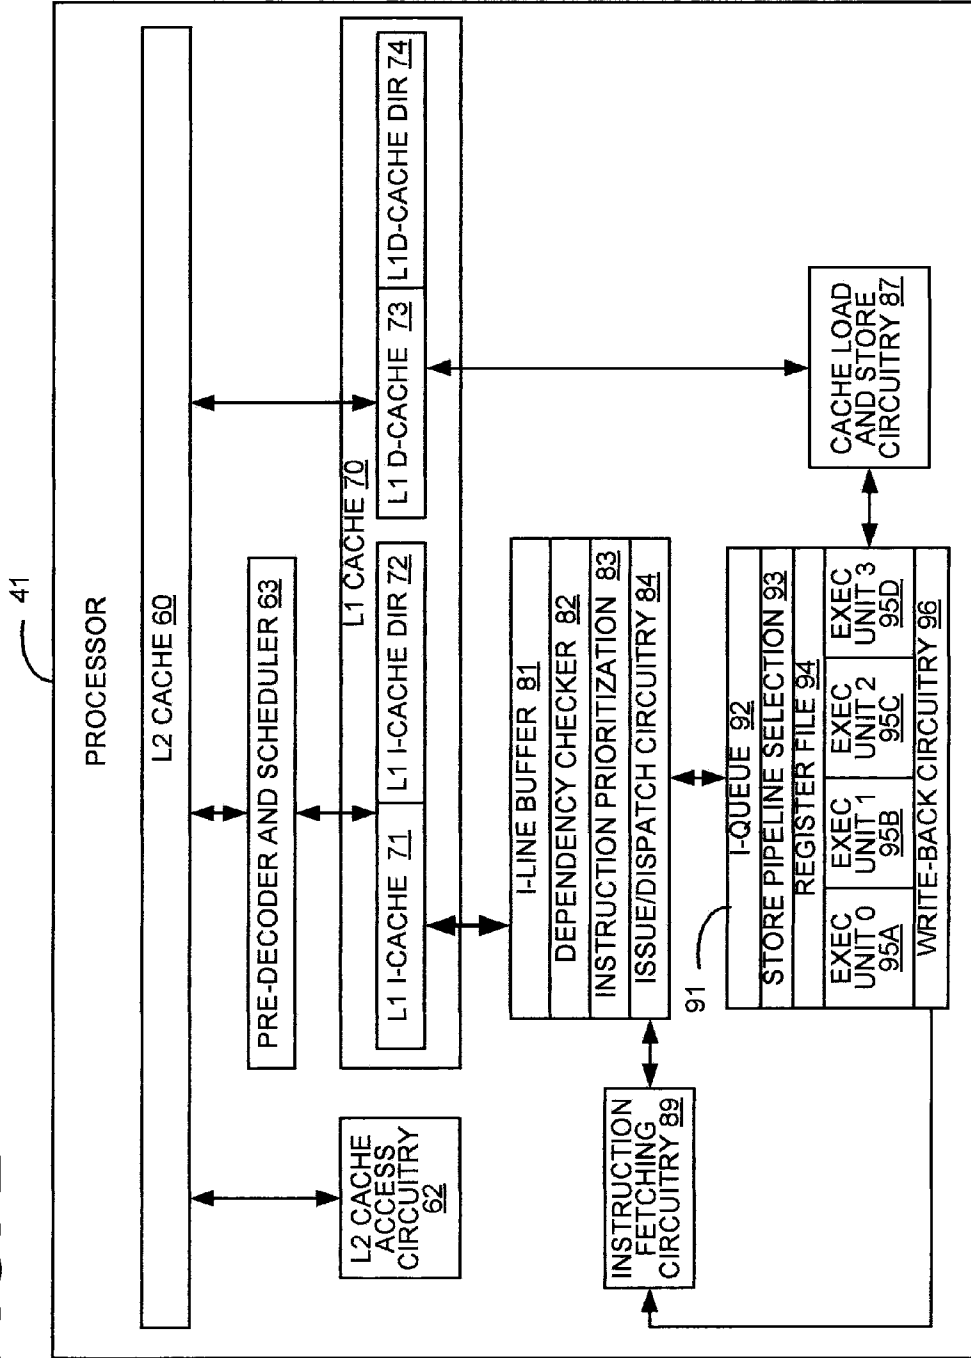 41
PROCESSOR
L2 CACHE 60
PRE-DECODER AND SCHEDULER 63
L2 CACHE
ACCESS
CIRCUITRY
62
L1 CACHE 70
L1 I-CACHE 71
L1 I-CACHE DIR 72
L1 D-CACHE 73
L1D-CACHE DIR 74
I-LINE BUFFER 81
DEPENDENCY CHECKER 82
INSTRUCTION PRIORITIZATION 83
ISSUE/DISPATCH CIRCUITRY 84
INSTRUCTION
FETCHING
CIRCUITRY 89
91
I-QUEUE 92
STORE PIPELINE SELECTION 93
REGISTER FILE 94
EXEC
UNIT 0
95A
EXEC
UNIT 1
95B
EXEC
UNIT 2
95C
EXEC
UNIT 3
95D
WRITE-BACK CIRCUITRY 96
CACHE LOAD
AND STORE
CIRCUITRY 87